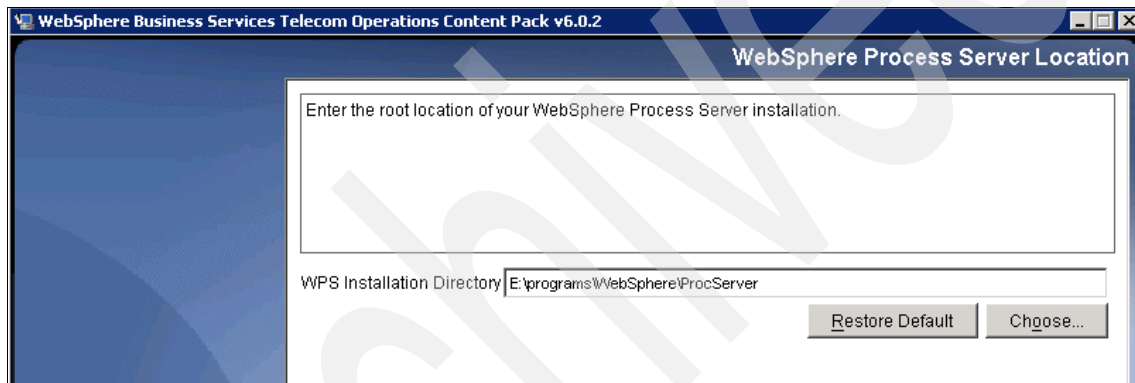 WebSphere Business Services Telecom Operations Content Pack v6.0.2
WebSphere Process Server Location
Enter the root location of your WebSphere Process Server installation.
WPS Installation Directory E:\programs\WebSphere\ProcServer
Restore Default Choose...